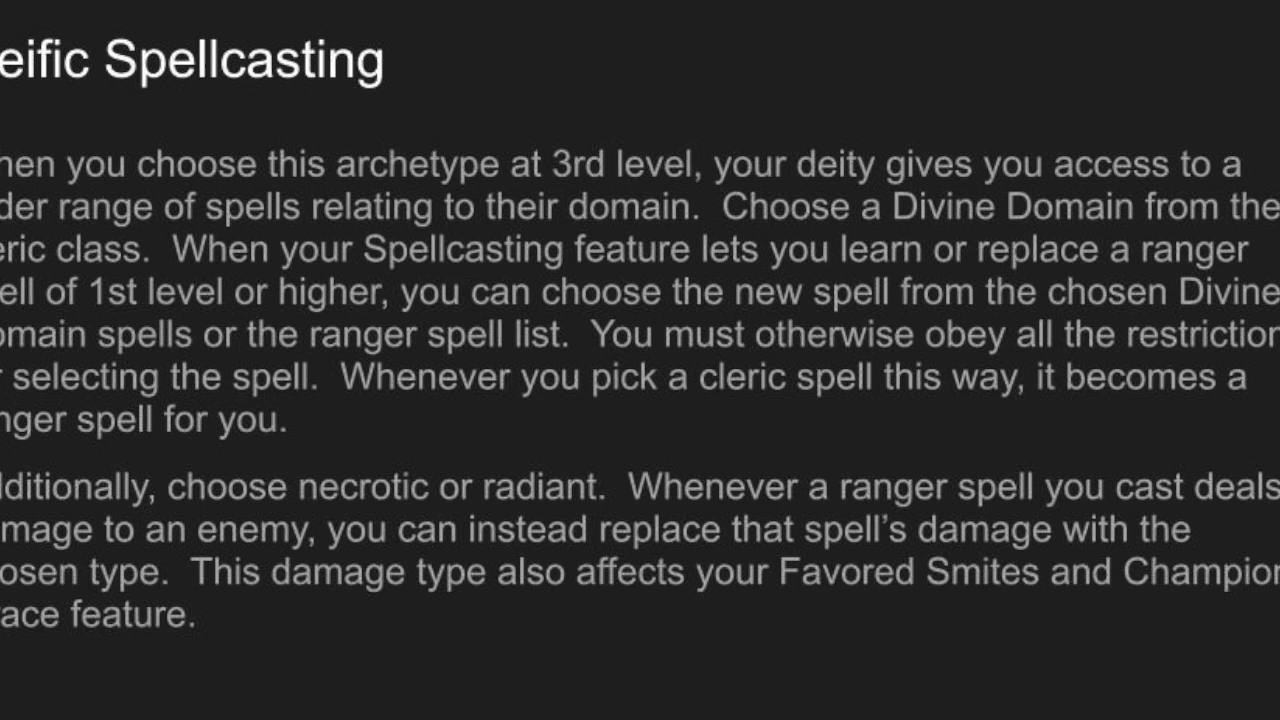 eific Spellcasting
hen you choose this archetype at 3rd level, your deity gives you access to a
der range of spells relating to their domain.  Choose a Divine Domain from the
eric class.  When your Spellcasting feature lets you learn or replace a ranger
ell of 1st level or higher, you can choose the new spell from the chosen Divine
omain spells or the ranger spell list.  You must otherwise obey all the restriction
r selecting the spell.  Whenever you pick a cleric spell this way, it becomes a
nger spell for you.
ditionally, choose necrotic or radiant.  Whenever a ranger spell you cast deals
mage to an enemy, you can instead replace that spell’s damage with the
osen type.  This damage type also affects your Favored Smites and Champion
ace feature.